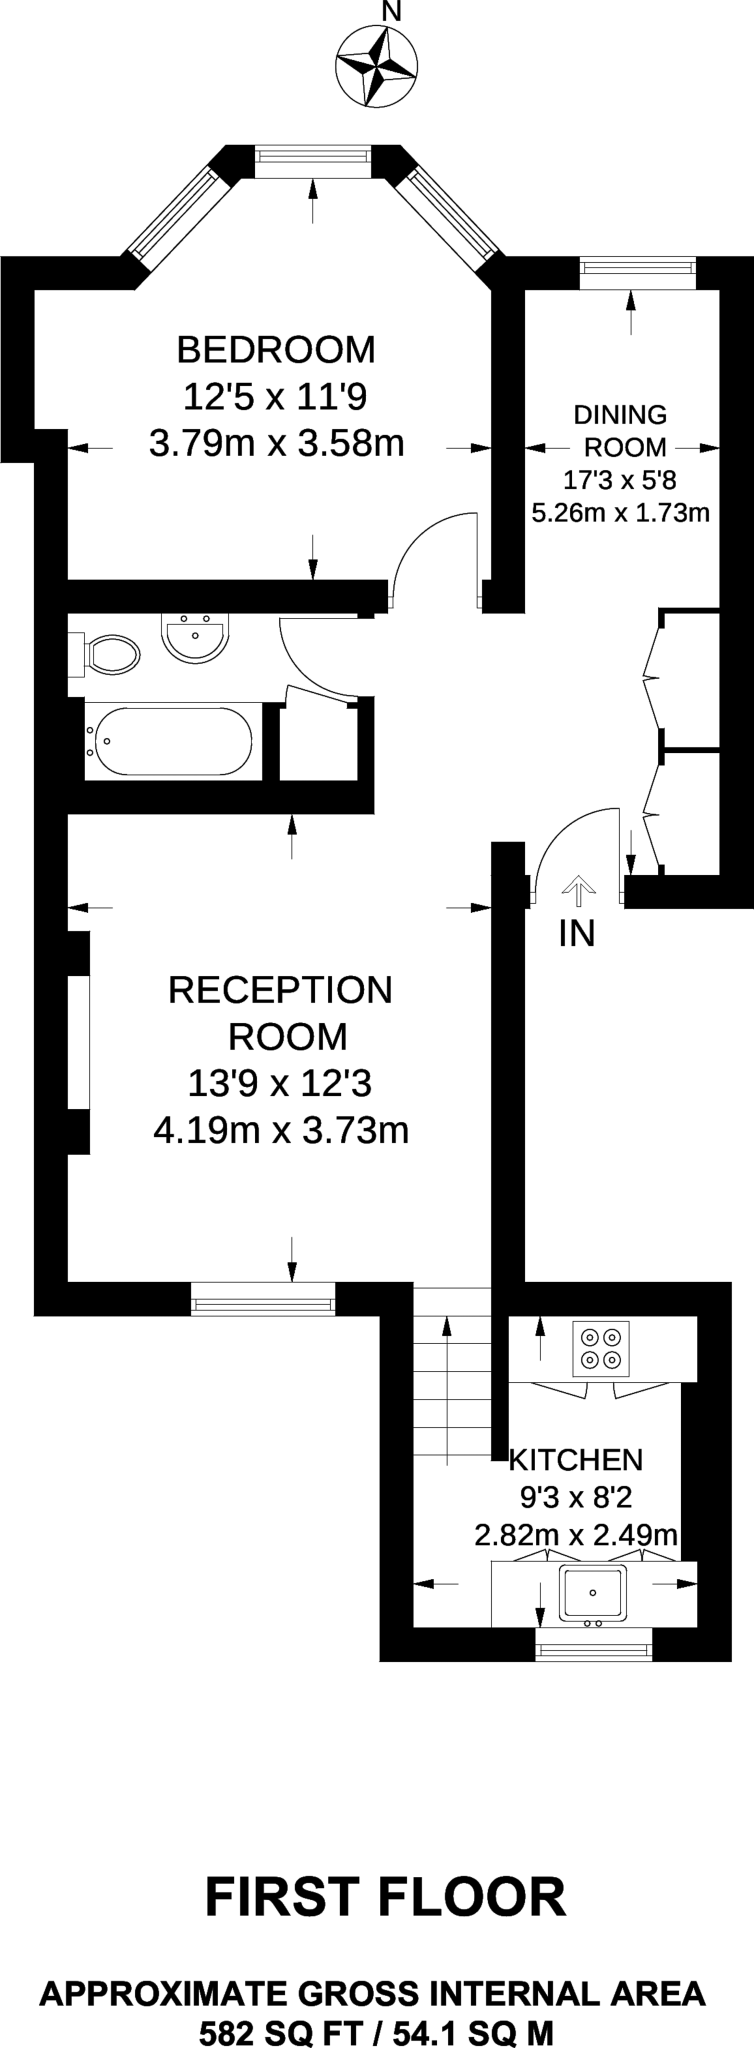 N
BEDROOM
12'5 x 11'9
3.79m x 3.58m
DINING
ROOM
17'3 x 5'8
5.26m x 1.73m
IN
RECEPTION
ROOM
13'9 x 12'3
4.19m x 3.73m
KITCHEN
9'3 x 8'2
2.82m x 2.49m
FIRST FLOOR
APPROXIMATE GROSS INTERNAL AREA
582 SQ FT / 54.1 SQ M